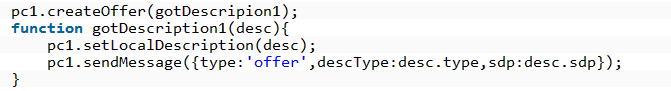 pc1.createOffer(gotDescripion1);
function gotDescription1(desc){
    pc1.setLocalDescription(desc);
    pc1.sendMessage({type:'offer',descType:desc.type,sdp:desc.sdp});
}